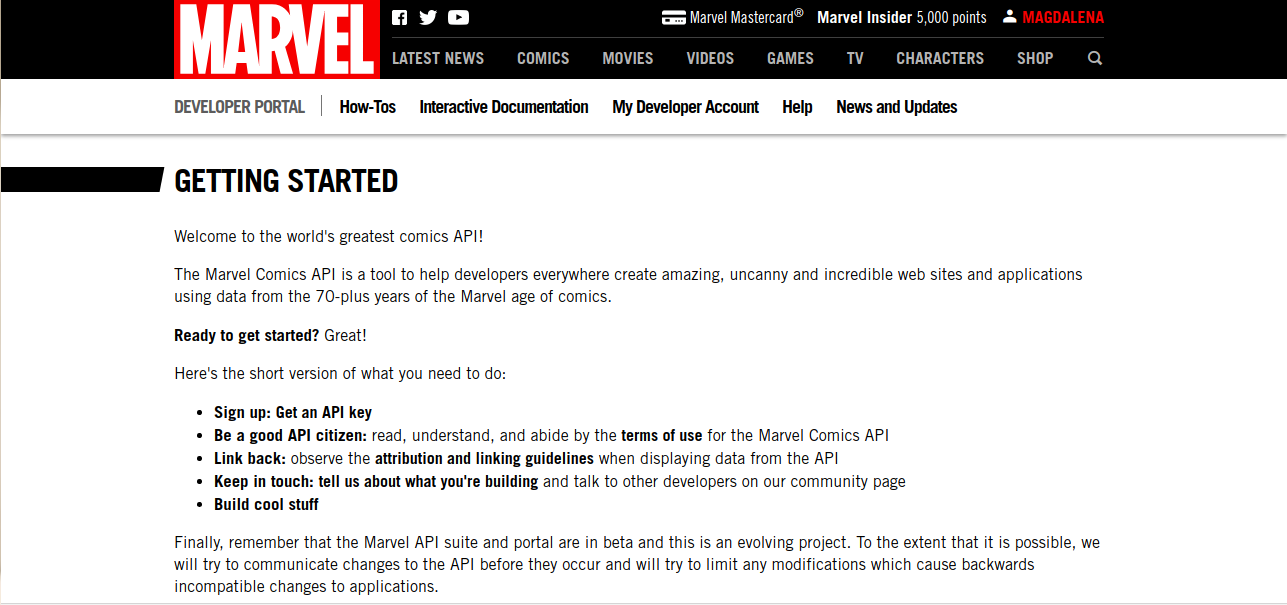 MARVEL
Marvel Mastercard® Marvel Insider 5,000 points MAGDALENA
LATEST NEWS COMICS MOVIES VIDEOS GAMES TV CHARACTERS SHOP
DEVELOPER PORTAL How-Tos Interactive Documentation My Developer Account Help News and Updates
GETTING STARTED
Welcome to the world's greatest comics API!
The Marvel Comics API is a tool to help developers everywhere create amazing, uncanny and incredible web sites and applications
using data from the 70-plus years of the Marvel age of comics.
Ready to get started? Great!
Here's the short version of what you need to do:
• Sign up: Get an API key
• Be a good API citizen: read, understand, and abide by the terms of use for the Marvel Comics API
• Link back: observe the attribution and linking guidelines when displaying data from the API
• Keep in touch: tell us about what you're building and talk to other developers on our community page
• Build cool stuff
Finally, remember that the Marvel API suite and portal are in beta and this is an evolving project. To the extent that it is possible, we
will try to communicate changes to the API before they occur and will try to limit any modifications which cause backwards
incompatible changes to applications.